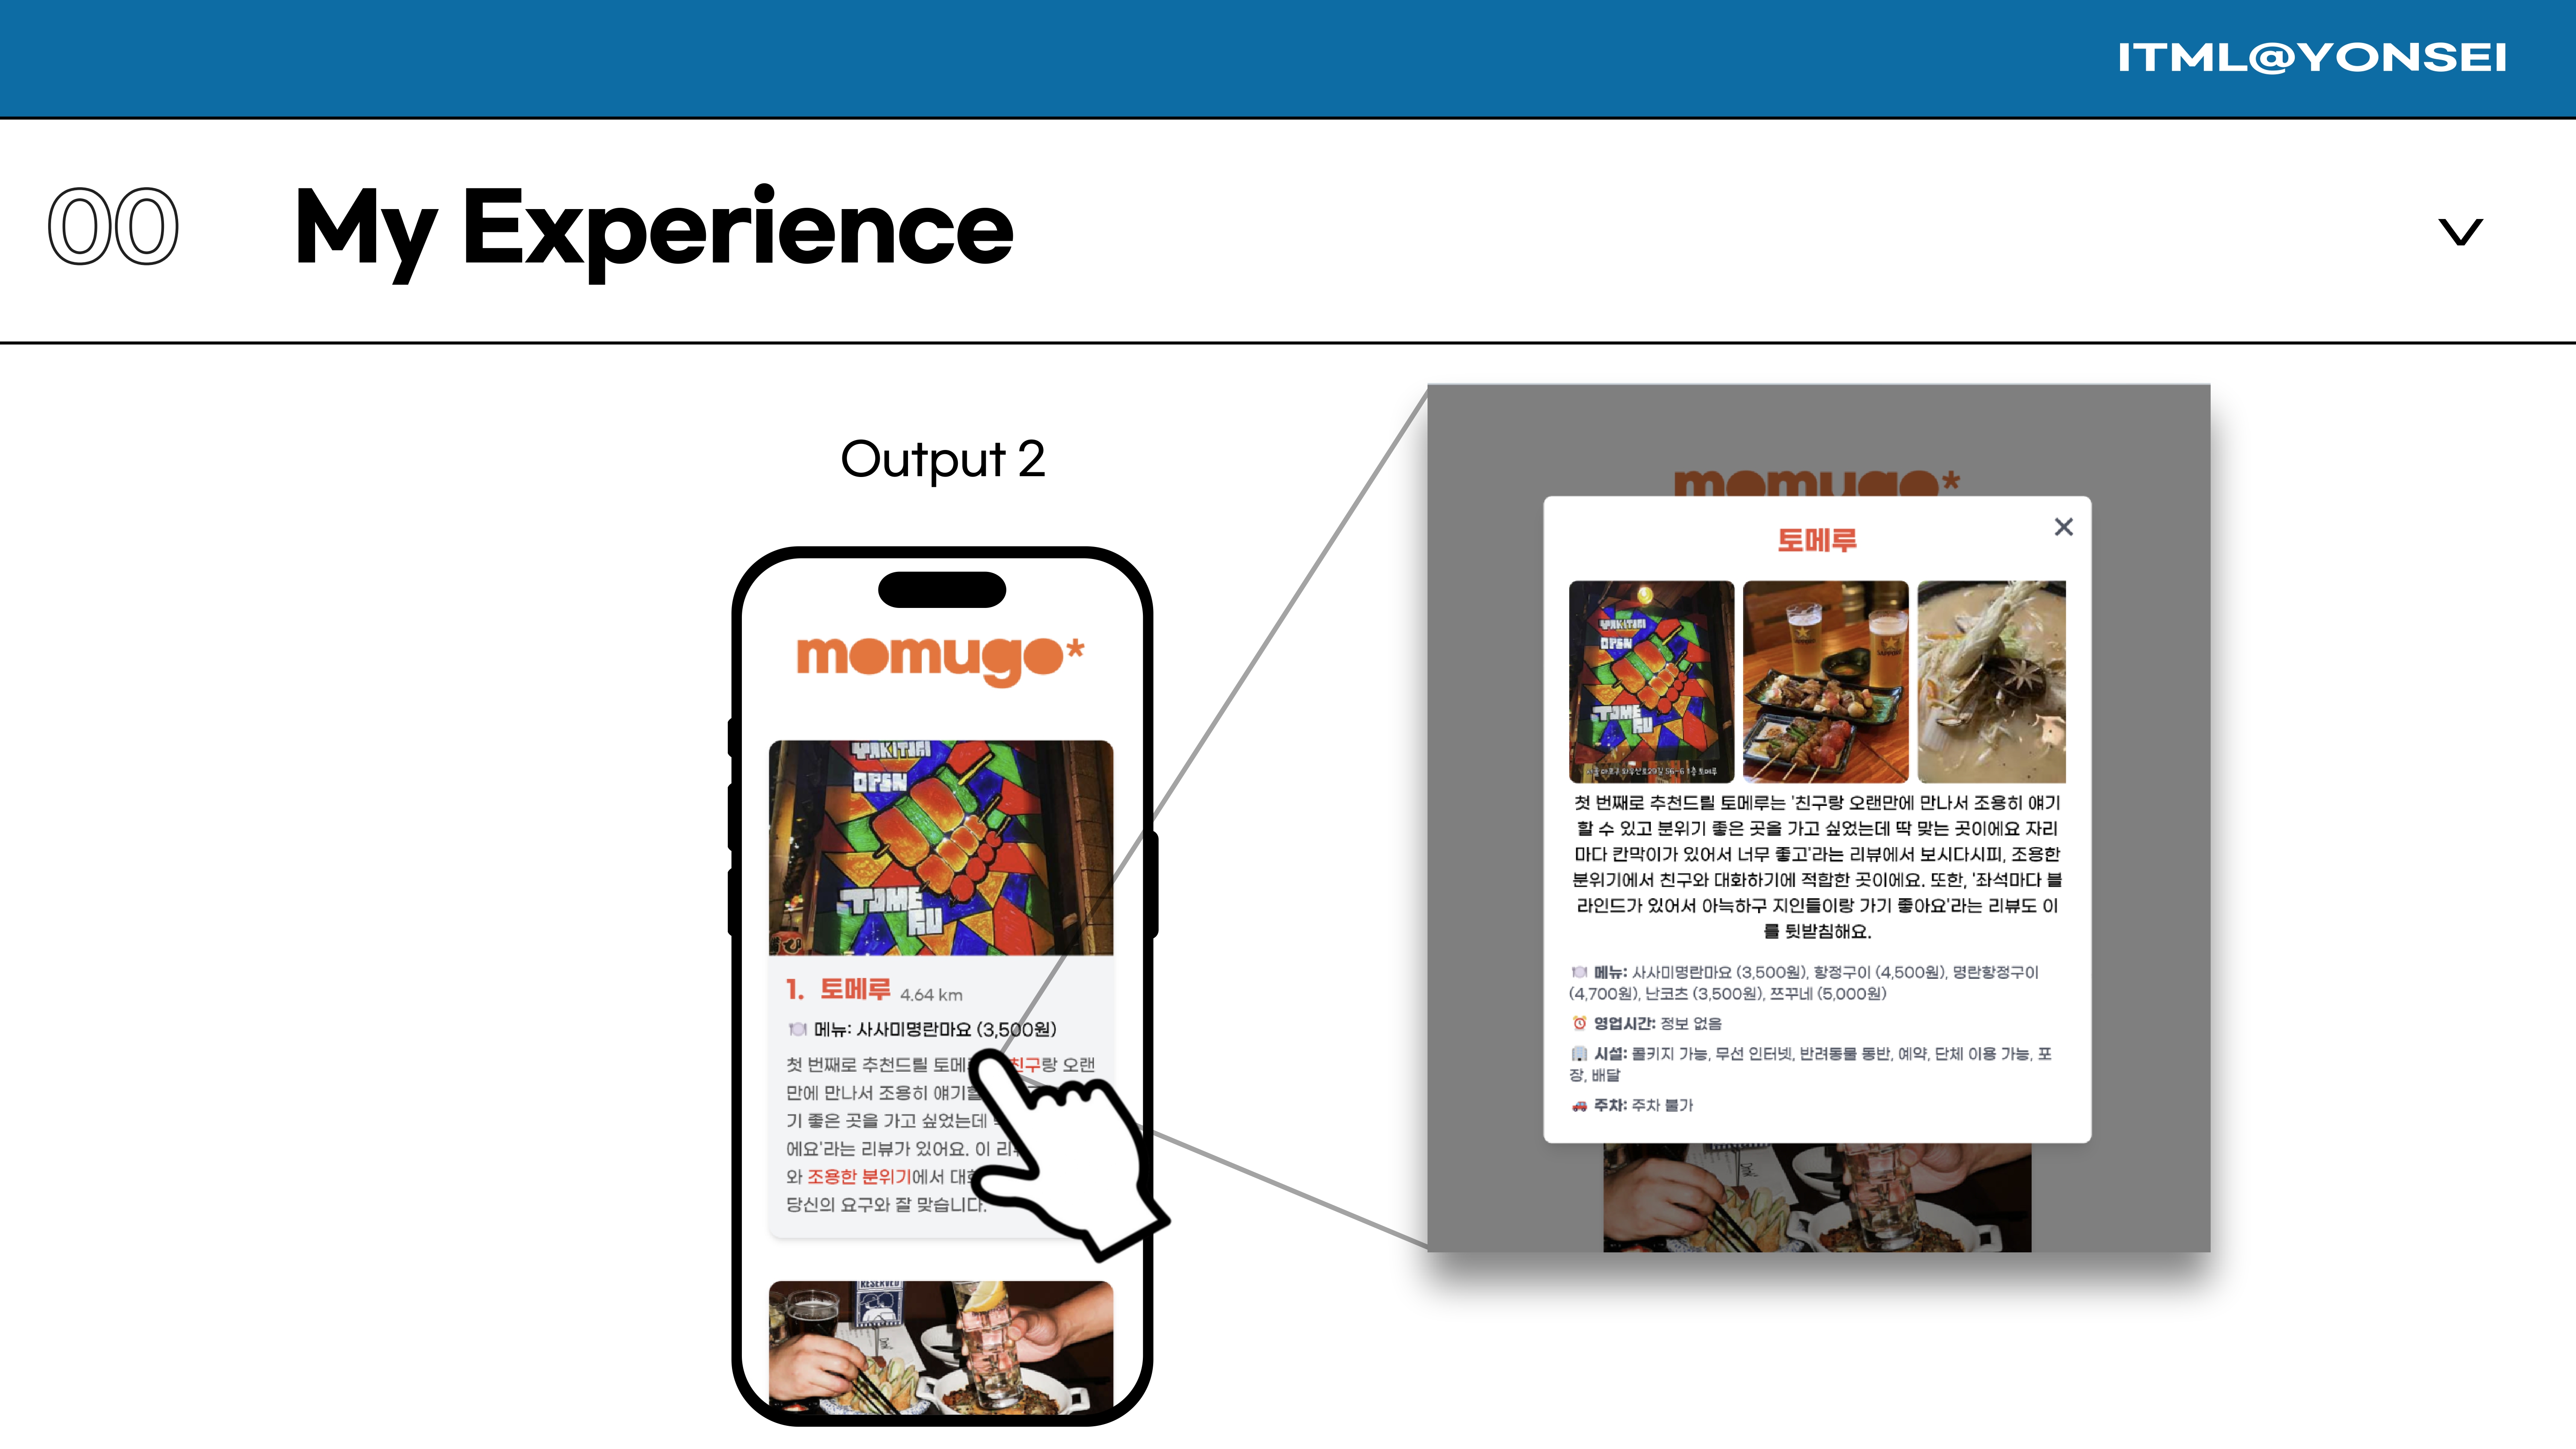 ITML@YONSEI
00 My Experience
Output 2
momugo*
YAKITORI
OPEN
TOME
RU
1. 토메루 4.64 km
메뉴: 사사미명란마요 (3,500원)
첫 번째로 추천드릴 토메 친구랑 오랜
만에 만나서 조용히 얘기할
기 좋은 곳을 가고 싶었는데
에요'라는 리뷰가 있어요. 이 리
와 조용한 분위기에서 대화
당신의 요구와 잘 맞습니다.
RESERVED
momugo*
토메루
YAKITORI
OPEN
TOME
RU
SAPPORO
SAPPORO
첫 번째로 추천드릴 토메루는 '친구랑 오랜만에 만나서 조용히 얘기
할 수 있고 분위기 좋은 곳을 가고 싶었는데 딱 맞는 곳이에요 자리
마다 칸막이가 있어서 너무 좋고'라는 리뷰에서 보시다시피, 조용한
분위기에서 친구와 대화하기에 적합한 곳이에요. 또한, '좌석마다 블
라인드가 있어서 아늑하구 지인들이랑 가기 좋아요'라는 리뷰도 이
를 뒷받침해요.
메뉴: 사사미명란마요 (3,500원), 항정구이 (4,500원), 명란항정구이
(4,700원), 난코츠 (3,500원), 쯔꾸네 (5,000원)
영업시간: 정보 없음
시설: 콜키지 가능, 무선 인터넷, 반려동물 동반, 예약, 단체 이용 가능, 포
장, 배달
주차: 주차 불가